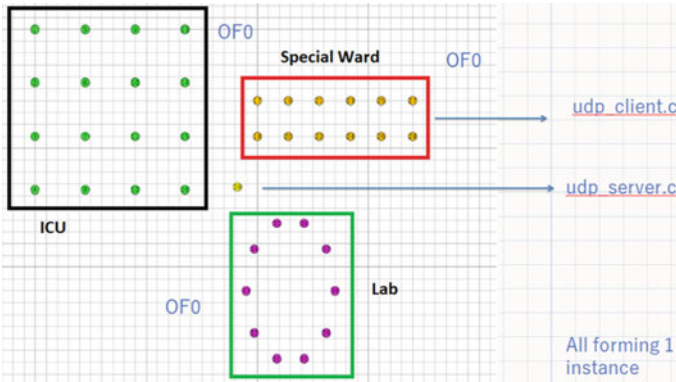 OF0
Special Ward
OF0
udp_client.c
udp_server.c
ICU
Lab
OF0
All forming 1
instance